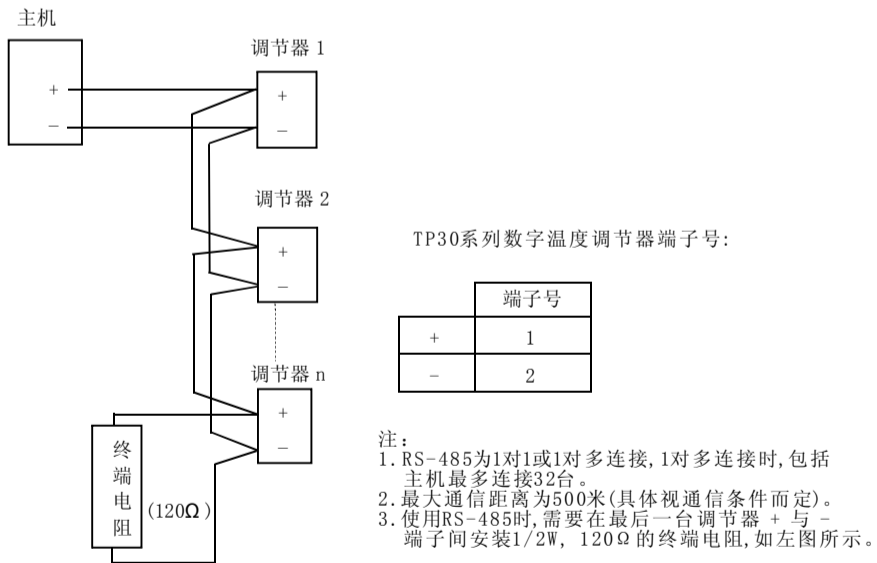 主机
+
−
调节器 1
+
−
调节器 2
+
−
调节器 n
+
−
终端电阻
(120Ω)
TP30系列数字温度调节器端子号:
端子号
+ 1
− 2
注:
1.RS-485为1对1或1对多连接,1对多连接时,包括
主机最多连接32台。
2.最大通信距离为500米(具体视通信条件而定)。
3.使用RS-485时,需要在最后一台调节器 + 与 −
端子间安装1/2W, 120Ω的终端电阻,如左图所示。